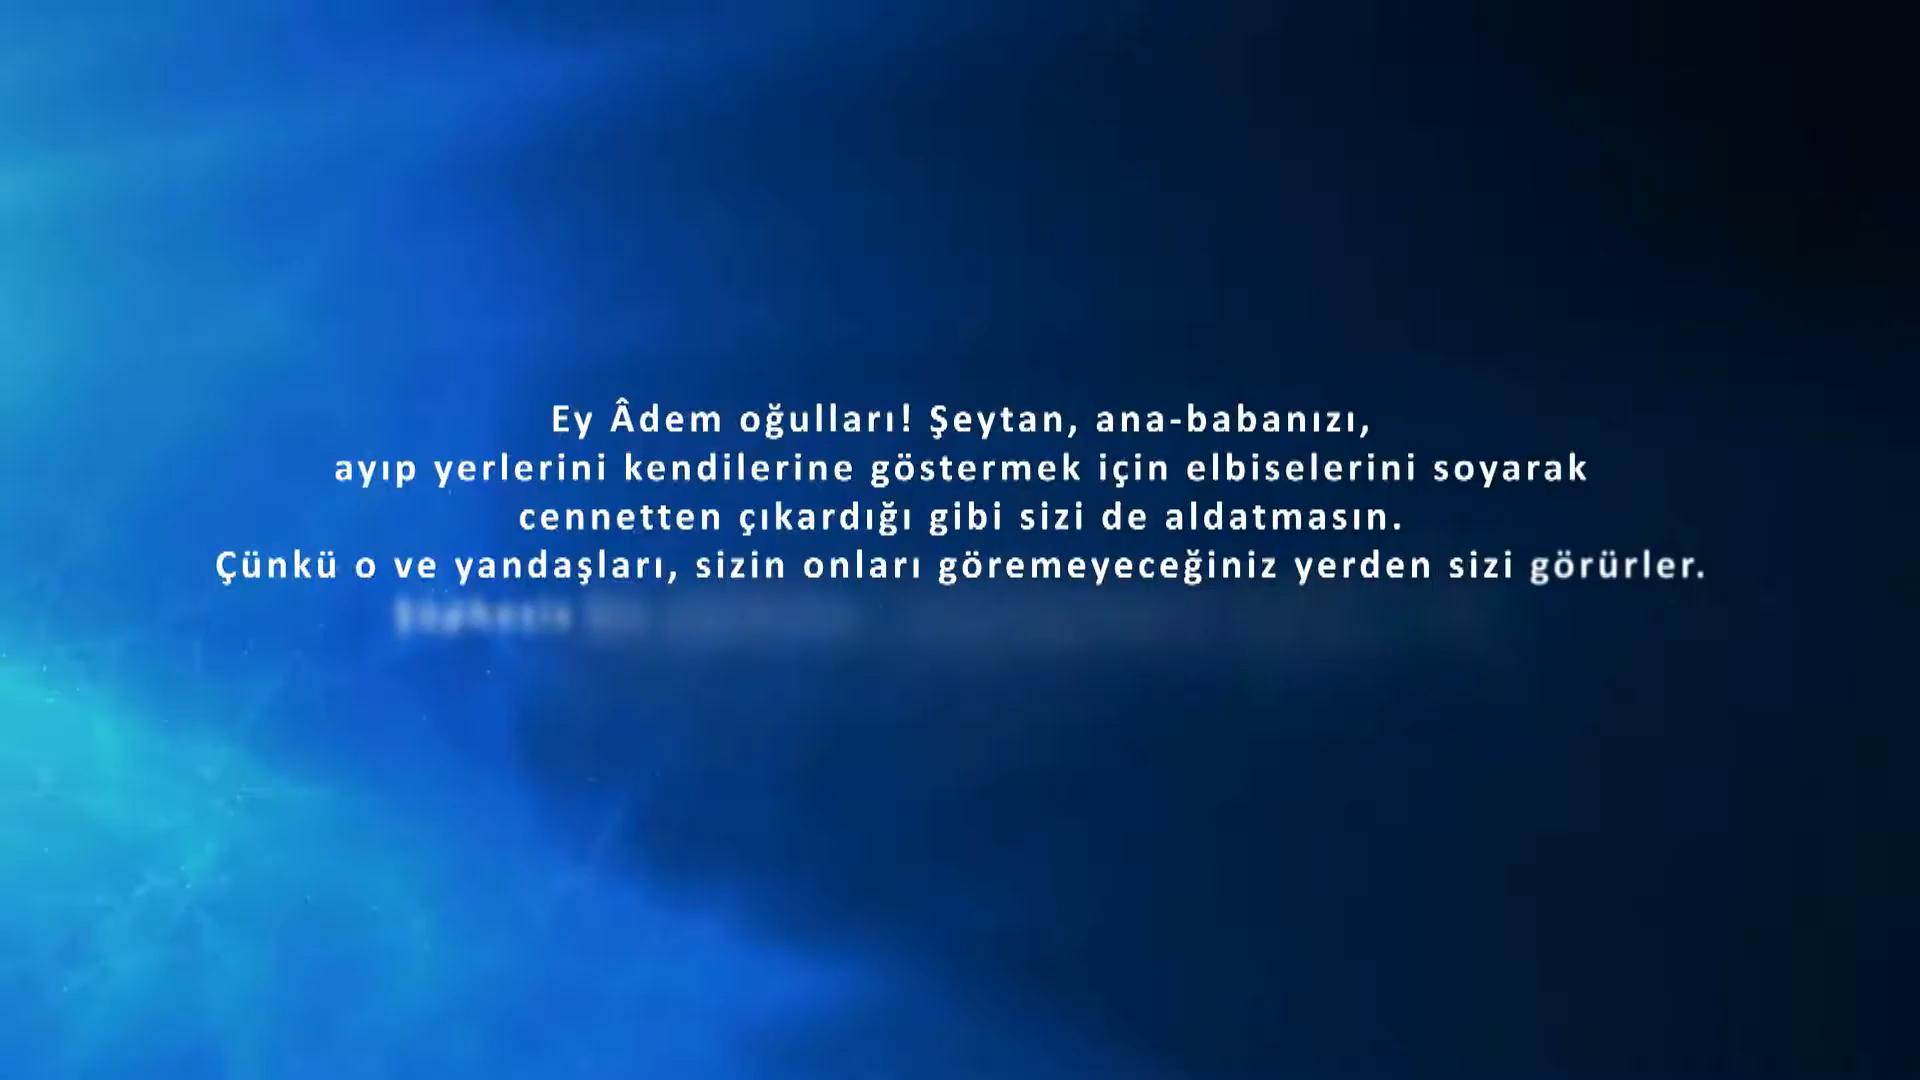 Ey Âdem oğulları! Şeytan, ana-babanızı,
ayıp yerlerini kendilerine göstermek için elbiselerini soyarak
cennetten çıkardığı gibi sizi de aldatmasın.
Çünkü o ve yandaşları, sizin onları göremeyeceğiniz yerden sizi görürler.